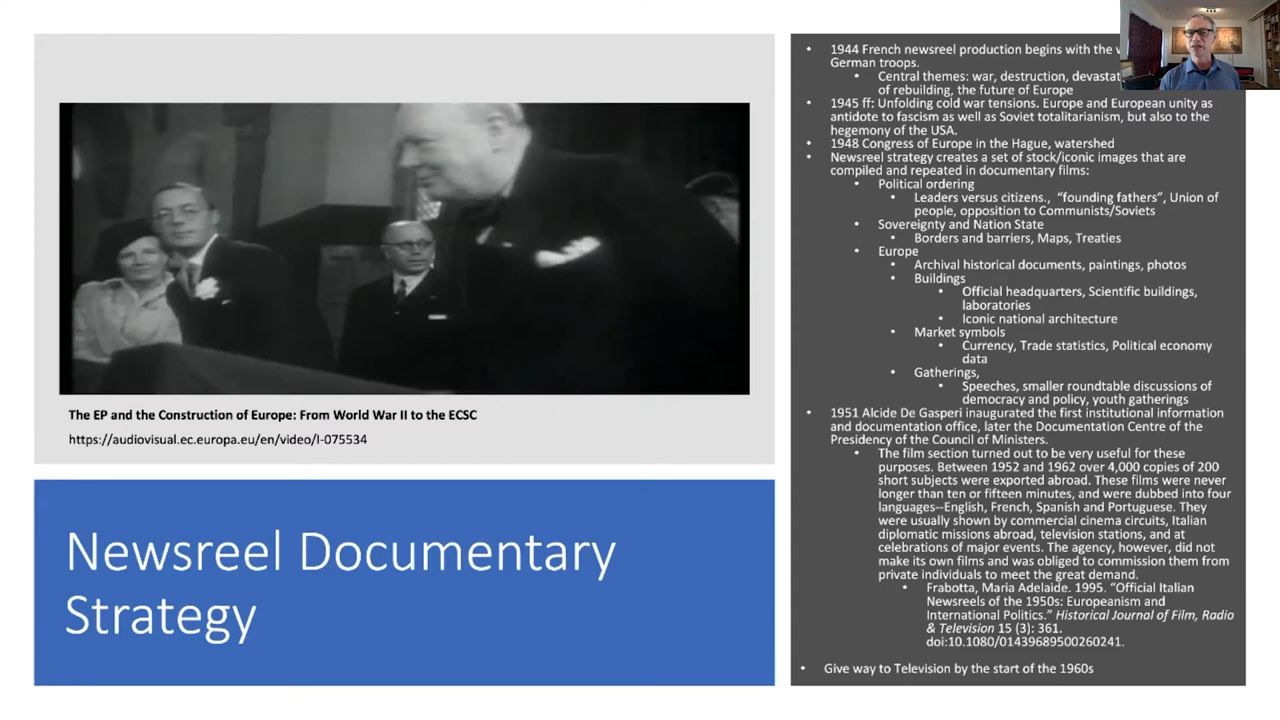 The EP and the Construction of Europe: From World War II to the ECSC
https://audiovisual.ec.europa.eu/en/video/I-075534
Newsreel Documentary
Strategy
• 1944 French newsreel production begins with the
German troops.
• Central themes: war, destruction,
of rebuilding, the future of Europe
• 1945 ff: Unfolding cold war tensions. Europe and European unity as
antidote to fascism as well as Soviet totalitarianism, but also to the
hegemony of the USA.
• 1948 Congress of Europe in the Hague, watershed
• Newsreel strategy creates a set of stock/iconic images that are
compiled and repeated in documentary films:
• Political ordering
• Leaders versus citizens., “founding fathers”, Union of
people, opposition to Communists/Soviets
• Sovereignty and Nation State
• Borders and barriers, Maps, Treaties
• Europe
• Archival historical documents, paintings, photos
• Buildings
• Official headquarters, Scientific buildings,
laboratories
• Iconic national architecture
• Market symbols
• Currency, Trade statistics, Political economy
data
• Gatherings,
• Speeches, smaller roundtable discussions of
democracy and policy, youth gatherings
• 1951 Alcide De Gasperi inaugurated the first institutional information
and documentation office, later the Documentation Centre of the
Presidency of the Council of Ministers.
• The film section turned out to be very useful for these
purposes. Between 1952 and 1962 over 4,000 copies of 200
short subjects were exported abroad. These films were never
longer than ten or fifteen minutes, and were dubbed into four
languages--English, French, Spanish and Portuguese. They
were usually shown by commercial cinema circuits, Italian
diplomatic missions abroad, television stations, and at
celebrations of major events. The agency, however, did not
make its own films and was obliged to commission them from
private individuals to meet the great demand.
• Frabotta, Maria Adelaide. 1995. “Official Italian
Newsreels of the 1950s: Europeanism and
International Politics.” Historical Journal of Film, Radio
& Television 15 (3): 361.
doi:10.1080/01439689500260241.
• Give way to Television by the start of the 1960s